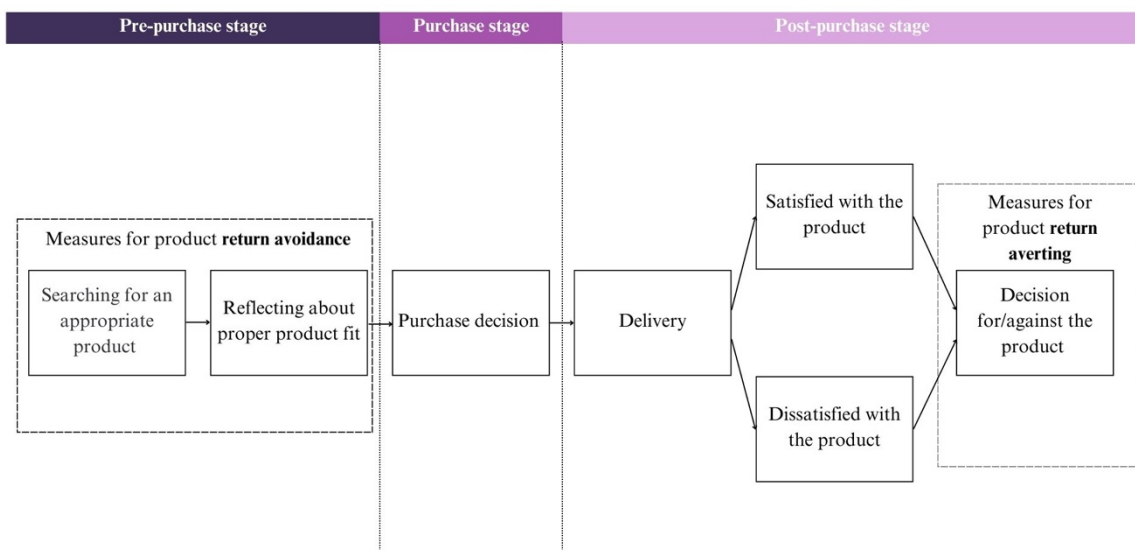 Pre-purchase stage
Purchase stage
Post-purchase stage
Measures for product return avoidance
Searching for an
appropriate
product
Reflecting about
proper product fit
Purchase decision
Delivery
Satisfied with the
product
Dissatisfied with
the product
Measures for
product return
averting
Decision
for/against the
product